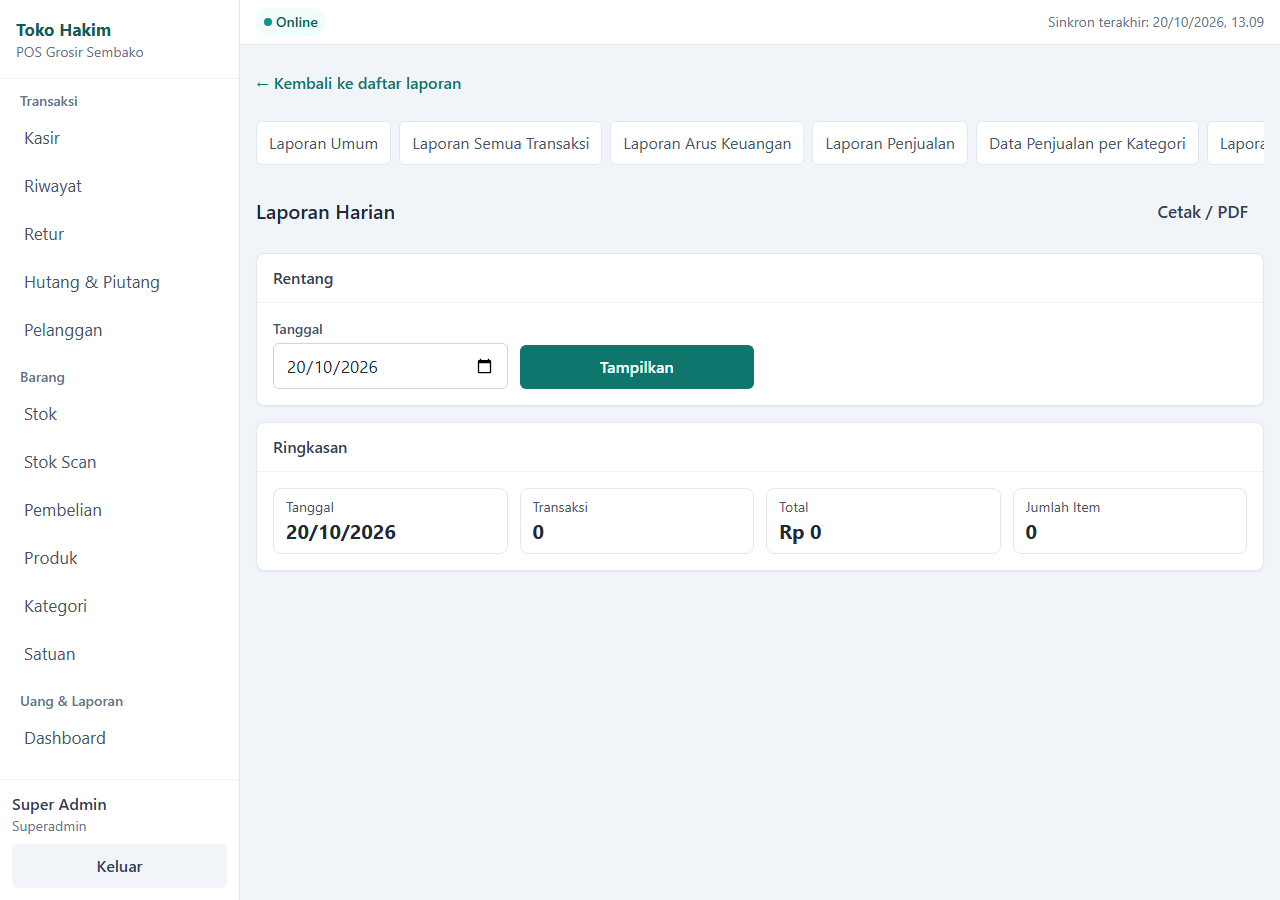 Toko Hakim
POS Grosir Sembako
Transaksi
Kasir
Riwayat
Retur
Hutang & Piutang
Pelanggan
Barang
Stok
Stok Scan
Pembelian
Produk
Kategori
Satuan
Uang & Laporan
Dashboard
Super Admin
Superadmin
Keluar
Online
Sinkron terakhir: 20/10/2026, 13.09
← Kembali ke daftar laporan
Laporan Umum
Laporan Semua Transaksi
Laporan Arus Keuangan
Laporan Penjualan
Data Penjualan per Kategori
Lapora
Laporan Harian
Cetak / PDF
Rentang
Tanggal
20/10/2026
Tampilkan
Ringkasan
Tanggal
20/10/2026
Transaksi
0
Total
Rp 0
Jumlah Item
0